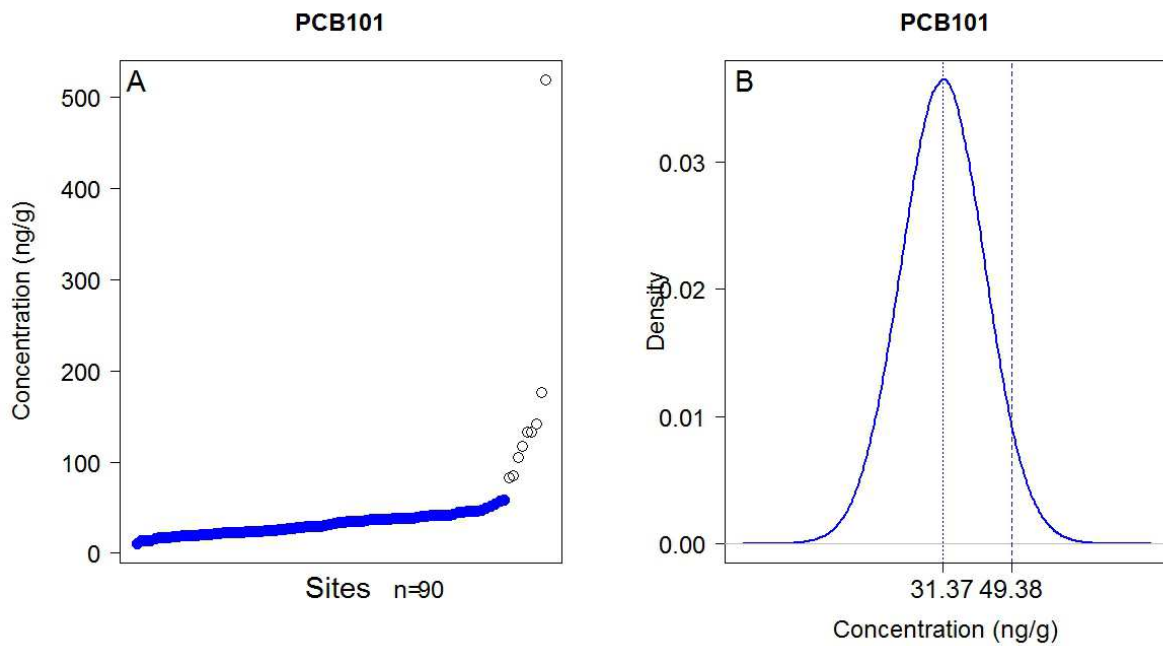 PCB101
A
500
400
300
200
100
0
Concentration (ng/g)
Sites n=90
PCB101
B
0.03
0.02
0.01
0.00
Density
31.37 49.38
Concentration (ng/g)